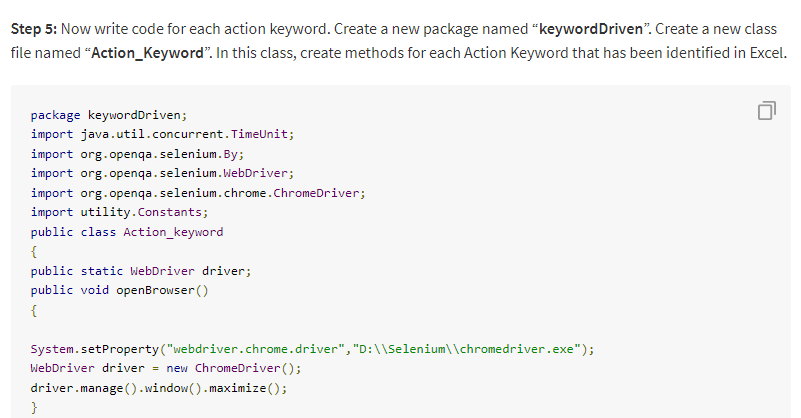 Step 5: Now write code for each action keyword. Create a new package named “keywordDriven”. Create a new class
file named “Action_Keyword”. In this class, create methods for each Action Keyword that has been identified in Excel.
package keywordDriven;
import java.util.concurrent.TimeUnit;
import org.openqa.selenium.By;
import org.openqa.selenium.WebDriver;
import org.openqa.selenium.chrome.ChromeDriver;
import utility.Constants;
public class Action_keyword
{
public static WebDriver driver;
public void openBrowser()
{
System.setProperty("webdriver.chrome.driver","D:\\Selenium\\chromedriver.exe");
WebDriver driver = new ChromeDriver();
driver.manage().window().maximize();
}